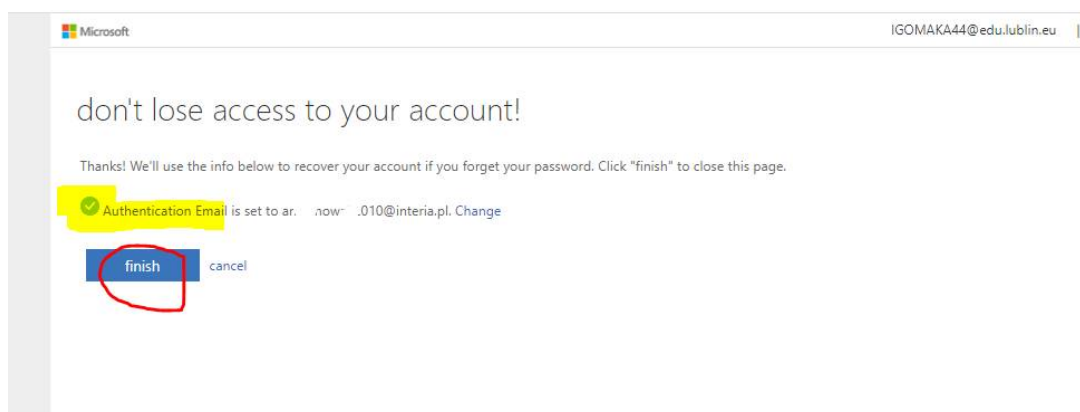 Microsoft IGOMAKA44@edu.lublin.eu |
don't lose access to your account!
Thanks! We'll use the info below to recover your account if you forget your password. Click "finish" to close this page.
Authentication Email is set to .010@interia.pl. Change
finish cancel